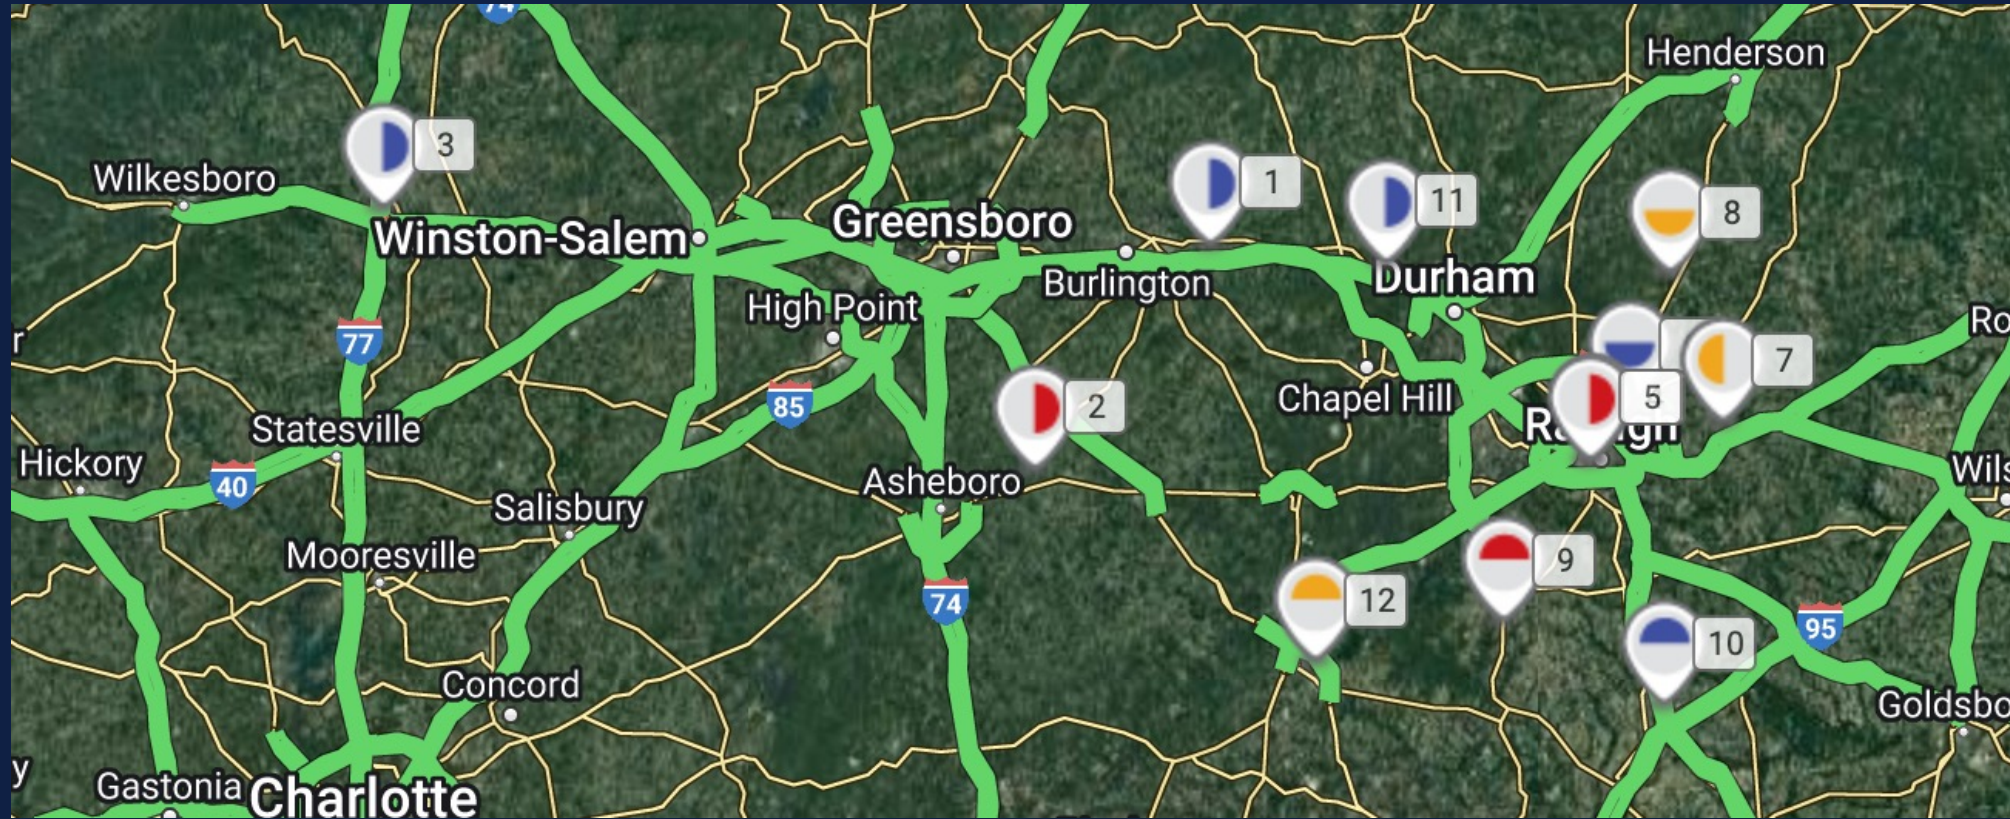 74
Henderson
3
Wilkesboro
1
11
8
Winston-Salem
Greensboro
Durham
Burlington
High Point
77
7
85
2
Chapel Hill
5
Statesville
Hickory
40
Asheboro
Salisbury
Mooresville
9
74
12
95
10
Concord
Goldsbo
Gastonia
Charlotte
Ro
Wils
r
y